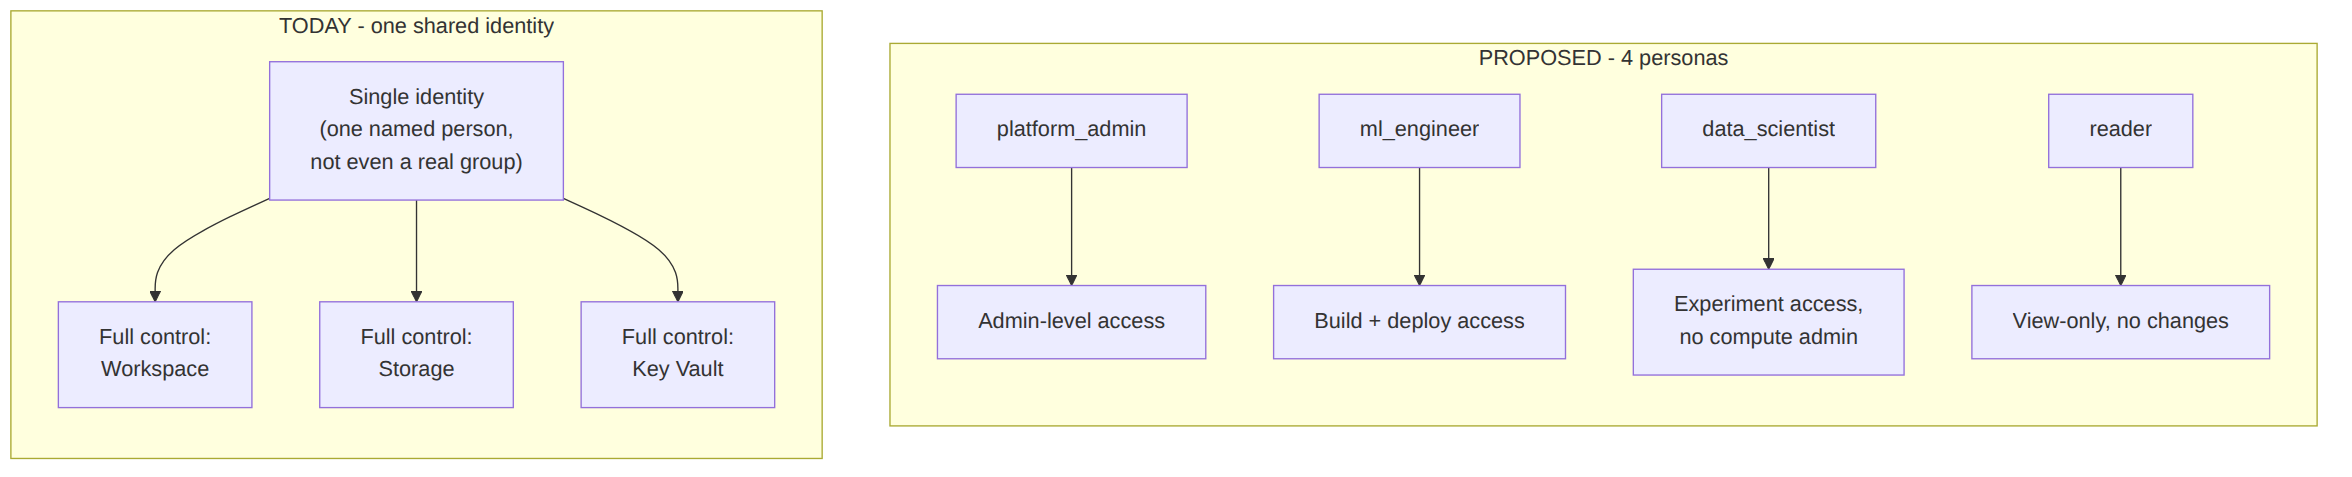 TODAY - one shared identity
Single identity
(one named person,
not even a real group)
Full control:
Workspace
Full control:
Storage
Full control:
Key Vault
PROPOSED - 4 personas
platform_admin
ml_engineer
data_scientist
reader
Admin-level access
Build + deploy access
Experiment access,
no compute admin
View-only, no changes